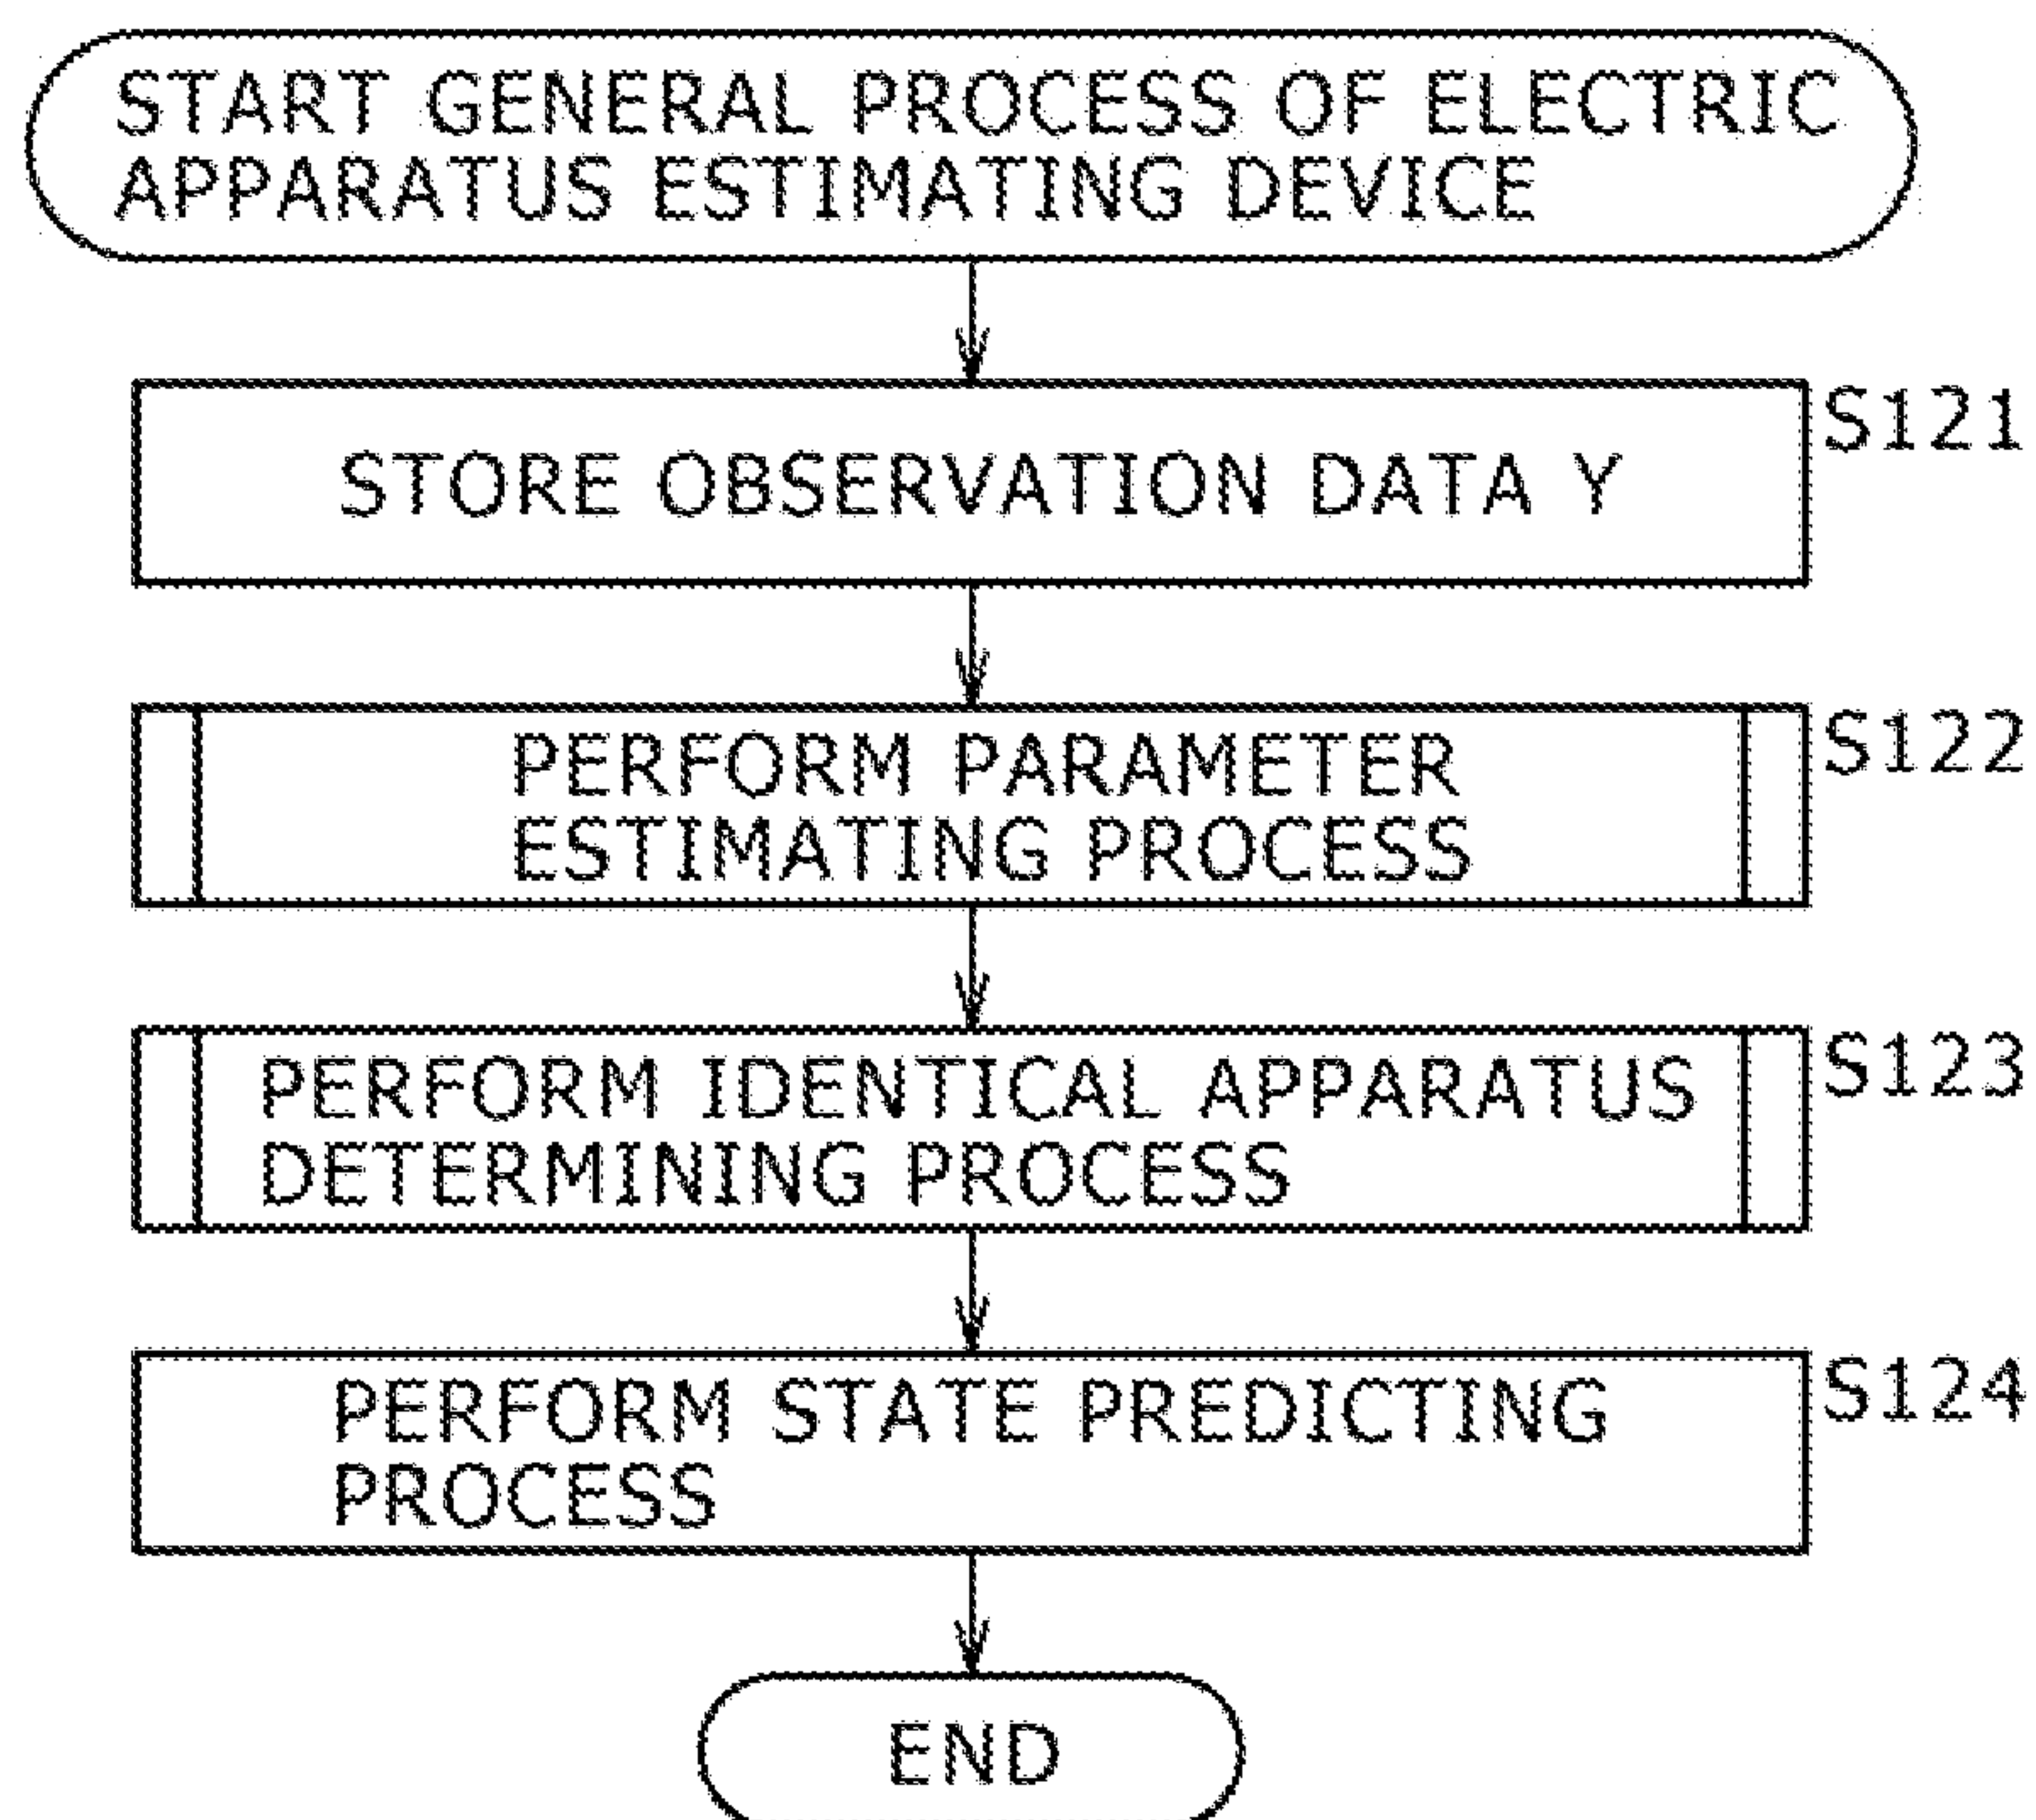 START GENERAL PROCESS OF ELECTRIC
APPARATUS ESTIMATING DEVICE
S121
STORE OBSERVATION DATA Y
S122
PERFORM PARAMETER
ESTIMATING PROCESS
S123
PERFORM IDENTICAL APPARATUS
DETERMINING PROCESS
S124
PERFORM STATE PREDICTING
PROCESS
END